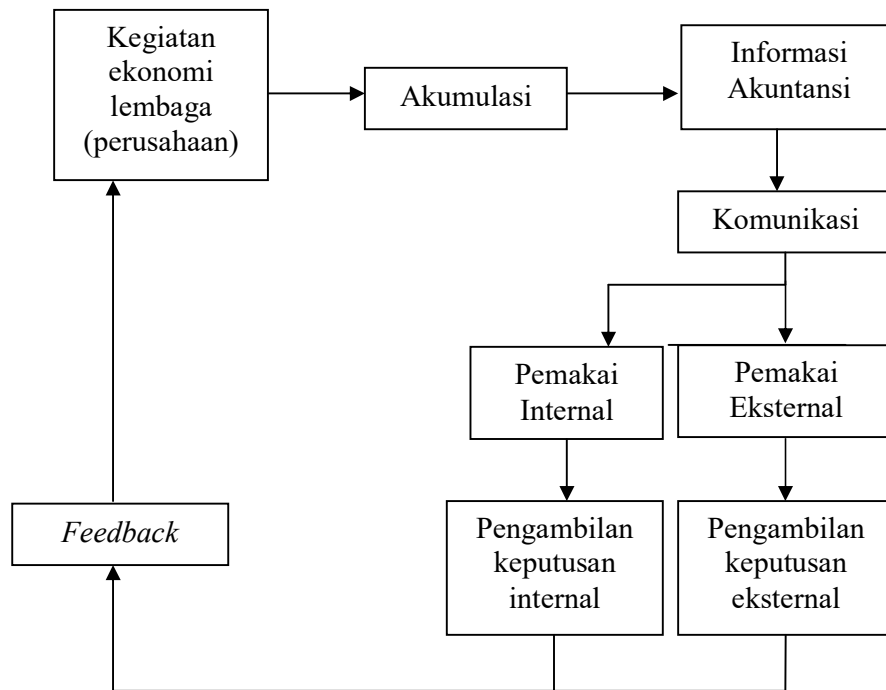 Kegiatan
ekonomi
lembaga
(perusahaan)
Akumulasi
Informasi
Akuntansi
Komunikasi
Pemakai
Internal
Pemakai
Eksternal
Feedback
Pengambilan
keputusan
internal
Pengambilan
keputusan
eksternal